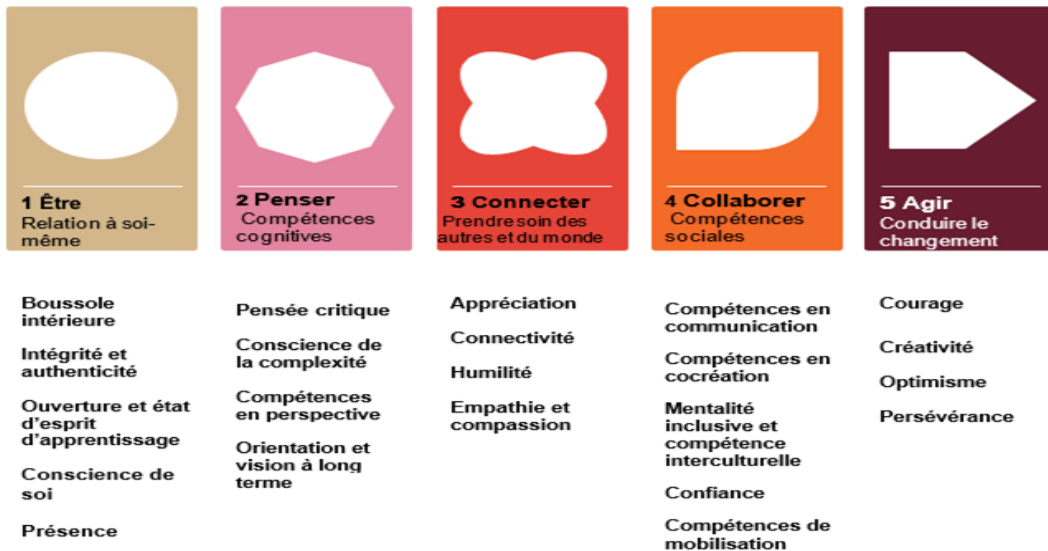 1 Être
Relation à soi-
même
2 Penser
Compétences
cognitives
3 Connecter
Prendre soin des
autres et du monde
4 Collaborer
Compétences
sociales
5 Agir
Conduire le
changement
Boussole
intérieure
Intégrité et
authenticité
Ouverture et état
d'esprit
d'apprentissage
Conscience de
soi
Présence
Pensée critique
Conscience de
la complexité
Compétences
en perspective
Orientation et
vision à long
terme
Appréciation
Connectivité
Humilité
Empathie et
compassion
Compétences en
communication
Compétences en
cocréation
Mentalité
inclusive et
compétence
interculturelle
Confiance
Compétences de
mobilisation
Courage
Créativité
Optimisme
Persévérance